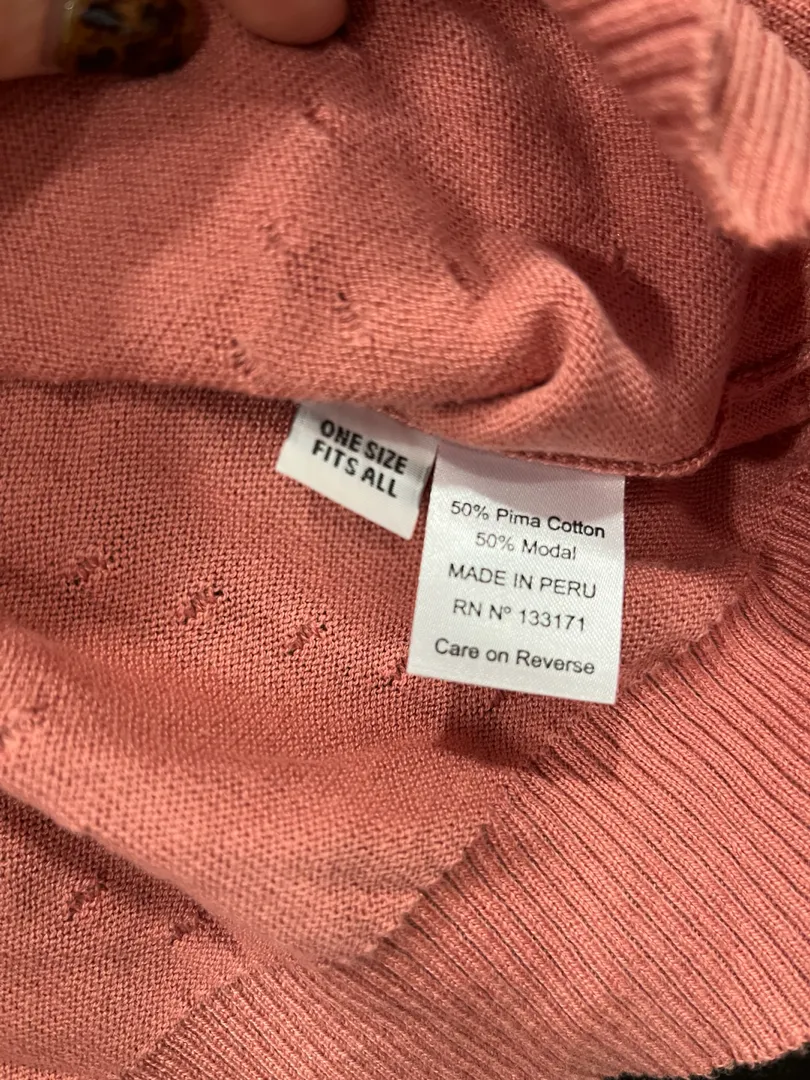 ONE SIZE
FITS ALL
50% Pima Cotton
50% Modal
MADE IN PERU
RN Nº 133171
Care on Reverse